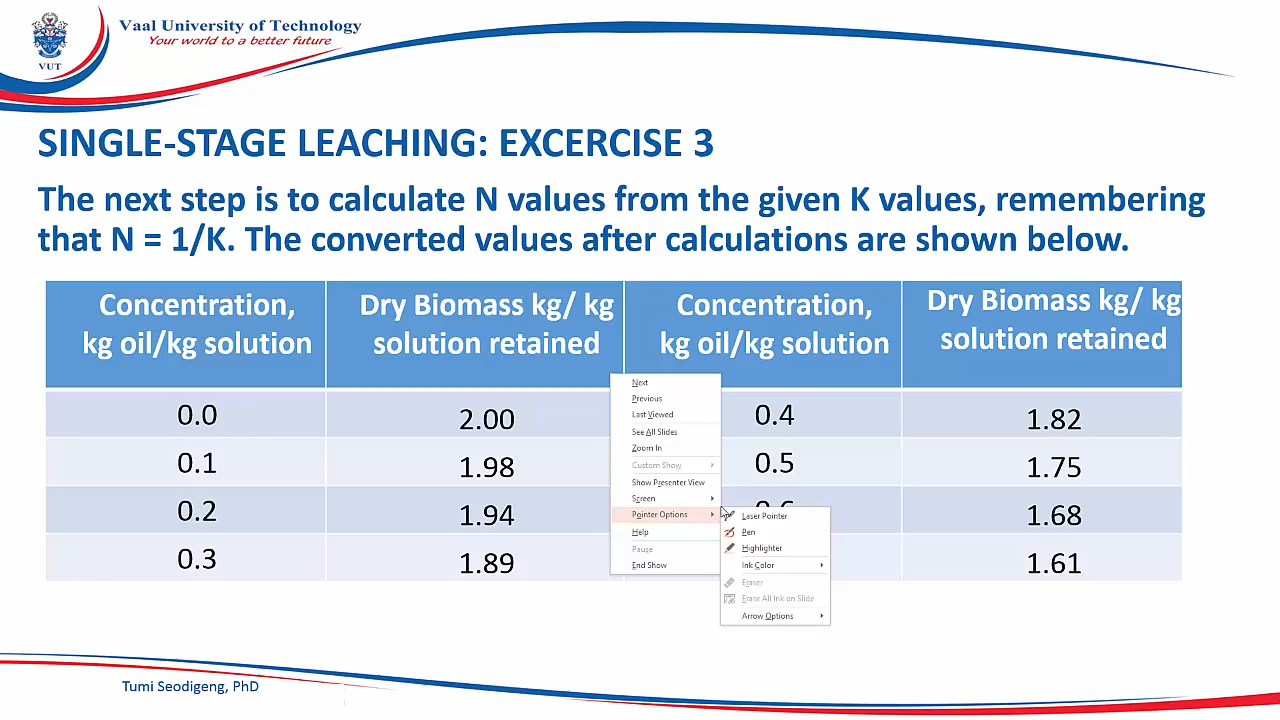 Vaal University of Technology
Your world to a better future
VUT
SINGLE-STAGE LEACHING: EXCERCISE 3
The next step is to calculate N values from the given K values, remembering
that N = 1/K. The converted values after calculations are shown below.
Concentration, kg oil/kg solution
Dry Biomass kg/ kg solution retained
Concentration, kg oil/kg solution
Dry Biomass kg/ kg solution retained
0.0 2.00 0.4 1.82
0.1 1.98 0.5 1.75
0.2 1.94 1.68
0.3 1.89 1.61
Next
Previous
Last Viewed
See All Slides
Zoom In
Custom Show
Show Presenter View
Screen
Pointer Options
Help
Pause
End Show
Laser Pointer
Pen
Highlighter
Ink Color
Eraser
Erase All Ink on Slide
Arrow Options
Tumi Seodigeng, PhD